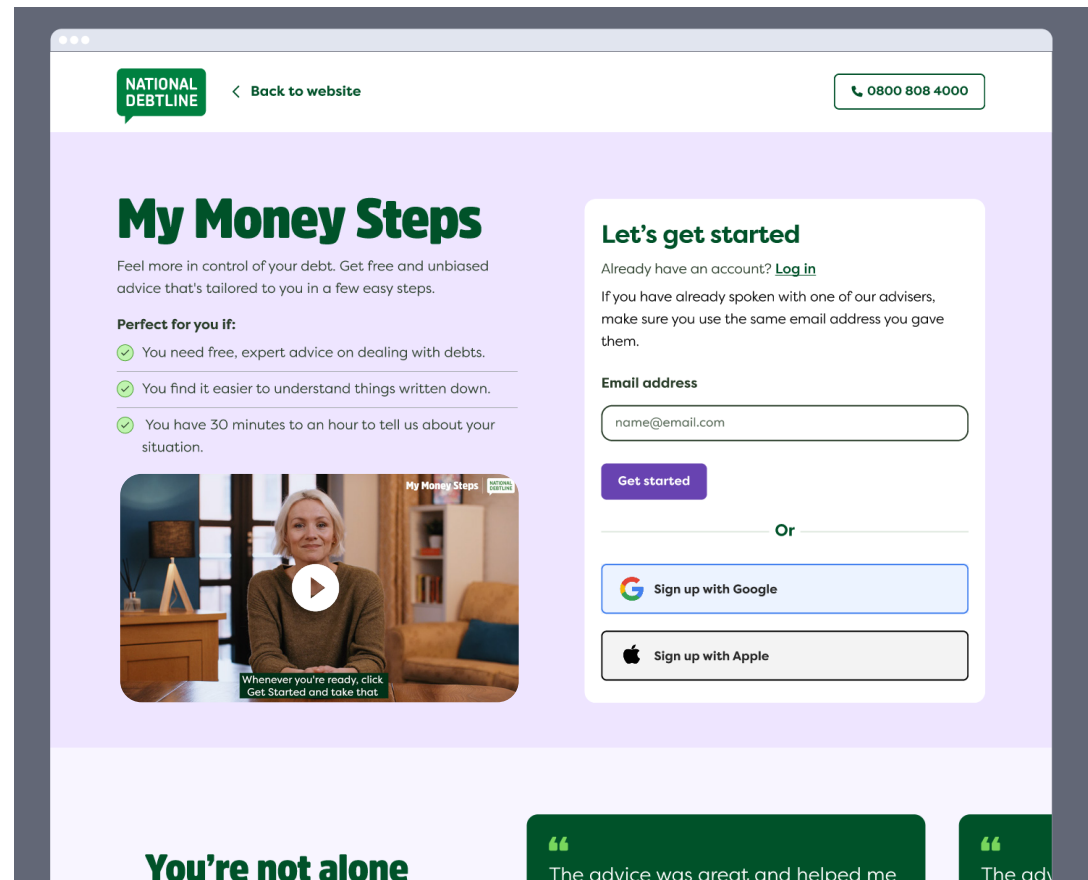 NATIONAL
DEBTLINE
Back to website
0800 808 4000
My Money Steps
Feel more in control of your debt. Get free and unbiased
advice that's tailored to you in a few easy steps.
Perfect for you if:
You need free, expert advice on dealing with debts.
You find it easier to understand things written down.
You have 30 minutes to an hour to tell us about your
situation.
My Money Steps
NATIONAL
DEBTLINE
Whenever you're ready, click
Get Started and take that
Let's get started
Already have an account? Log in
If you have already spoken with one of our advisers,
make sure you use the same email address you gave
them.
Email address
name@email.com
Get started
Or
Sign up with Google
Sign up with Apple
You're not alone
“
The advice was great and helped me
“
The adv